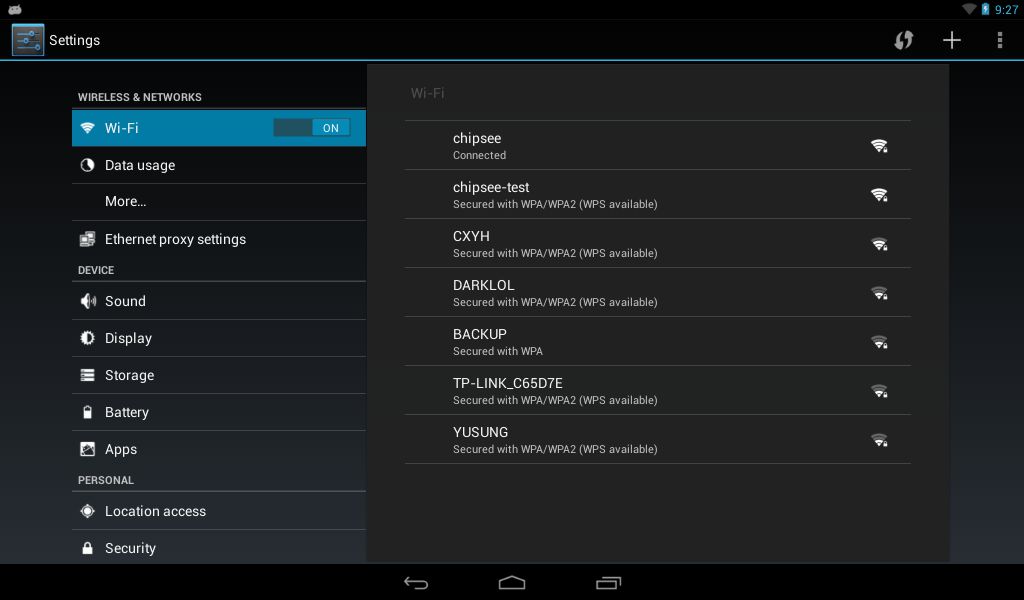 9:27
Settings
WIRELESS & NETWORKS
Wi-Fi
ON
Data usage
More...
Ethernet proxy settings
DEVICE
Sound
Display
Storage
Battery
Apps
PERSONAL
Location access
Security
Wi-Fi
chipsee
Connected
chipsee-test
Secured with WPA/WPA2 (WPS available)
CXYH
Secured with WPA/WPA2 (WPS available)
DARKLOL
Secured with WPA/WPA2 (WPS available)
BACKUP
Secured with WPA
TP-LINK_C65D7E
Secured with WPA/WPA2 (WPS available)
YUSUNG
Secured with WPA/WPA2 (WPS available)